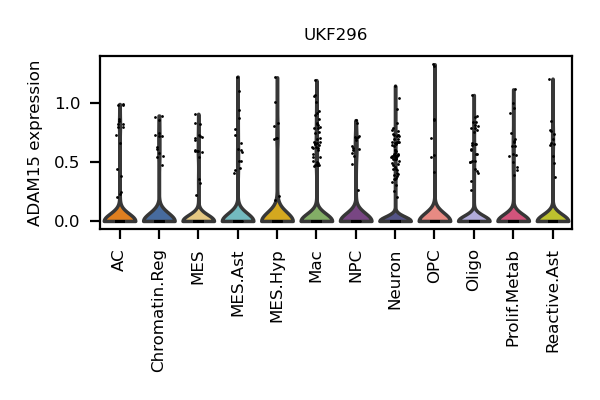 UKF296
ADAM15 expression
1.0
0.5
0.0
AC
Chromatin.Reg
MES
MES.Ast
MES.Hyp
Mac
NPC
Neuron
OPC
Oligo
Prolif.Metab
Reactive.Ast